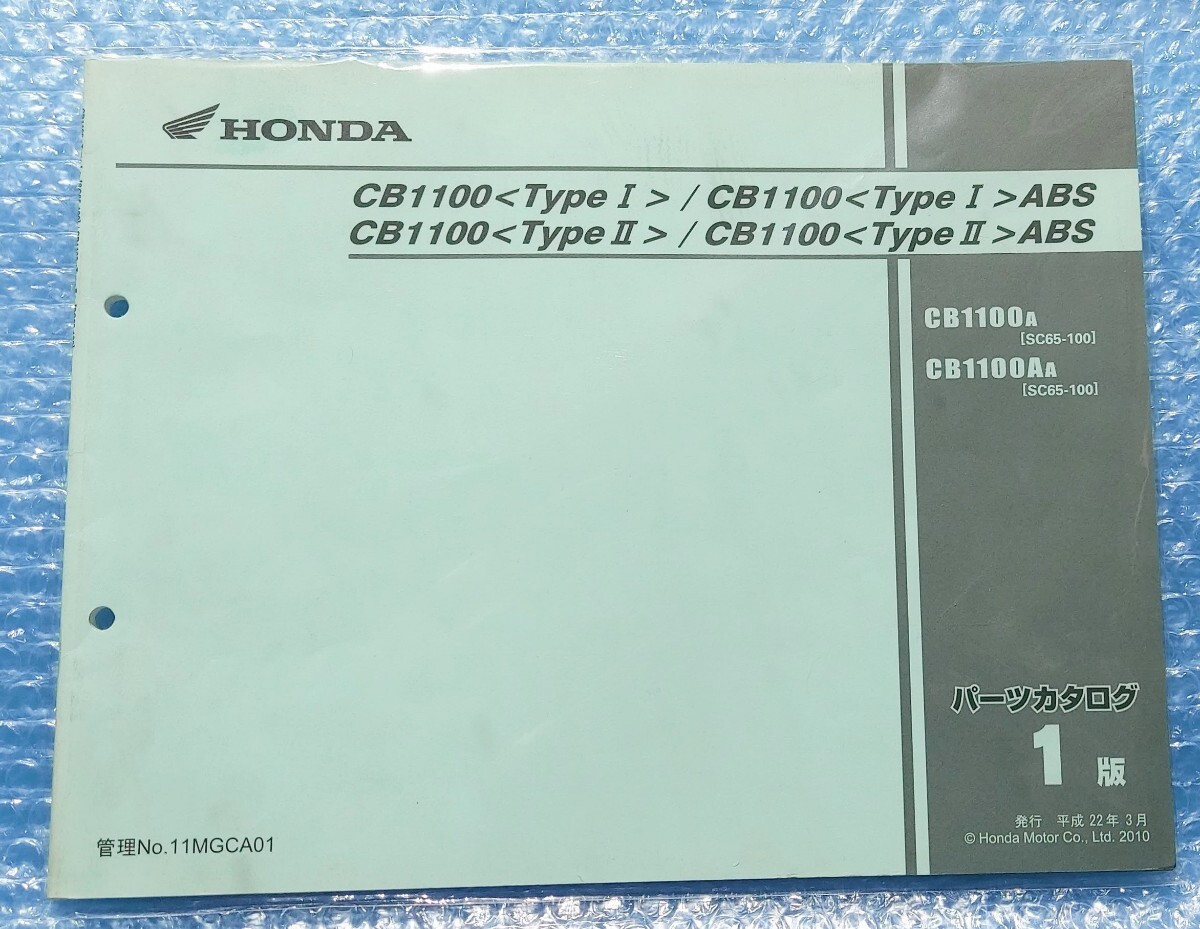 HONDA
CB1100<Type I>/CB1100<Type I>ABS
CB1100<Type II>/CB1100<Type II>ABS
CB1100A
[SC65-100]
CB1100AA
[SC65-100]
パーツカタログ
1版
発行 平成22年3月
© Honda Motor Co., Ltd. 2010
管理No.11MGCA01